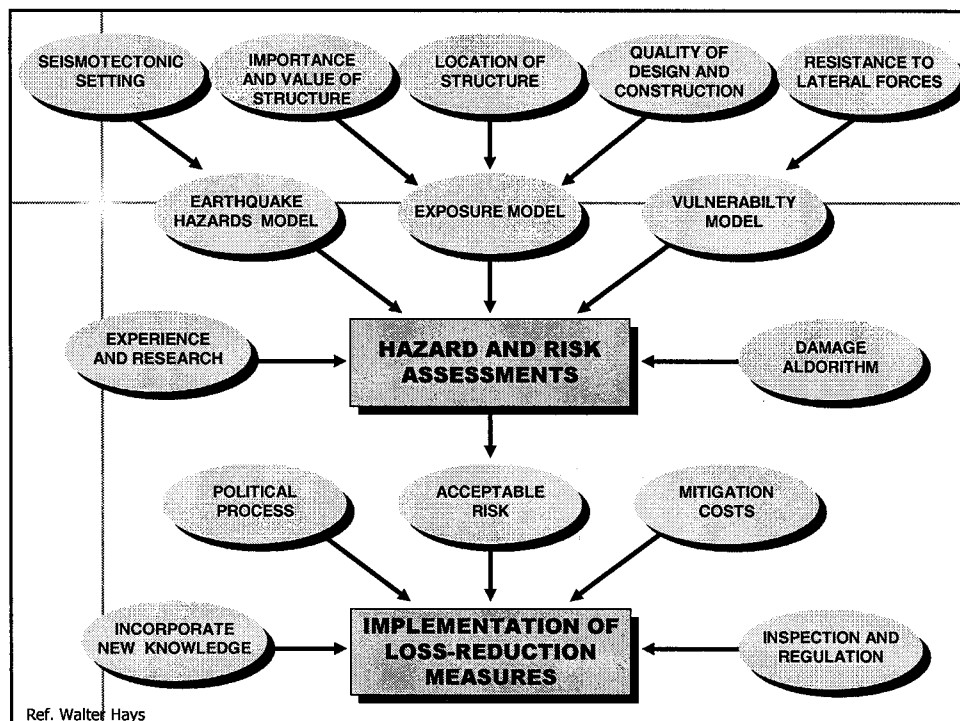 SEISMOTECTONIC
SETTING
IMPORTANCE
AND VALUE OF
STRUCTURE
LOCATION OF
STRUCTURE
QUALITY OF
DESIGN AND
CONSTRUCTION
RESISTANCE TO
LATERAL FORCES
EARTHQUAKE
HAZARDS MODEL
EXPOSURE MODEL
VULNERABILTY
MODEL
EXPERIENCE
AND RESEARCH
HAZARD AND RISK
ASSESSMENTS
DAMAGE
ALDORITHM
POLITICAL
PROCESS
ACCEPTABLE
RISK
MITIGATION
COSTS
INCORPORATE
NEW KNOWLEDGE
IMPLEMENTATION OF
LOSS-REDUCTION
MEASURES
INSPECTION AND
REGULATION
Ref. Walter Hays